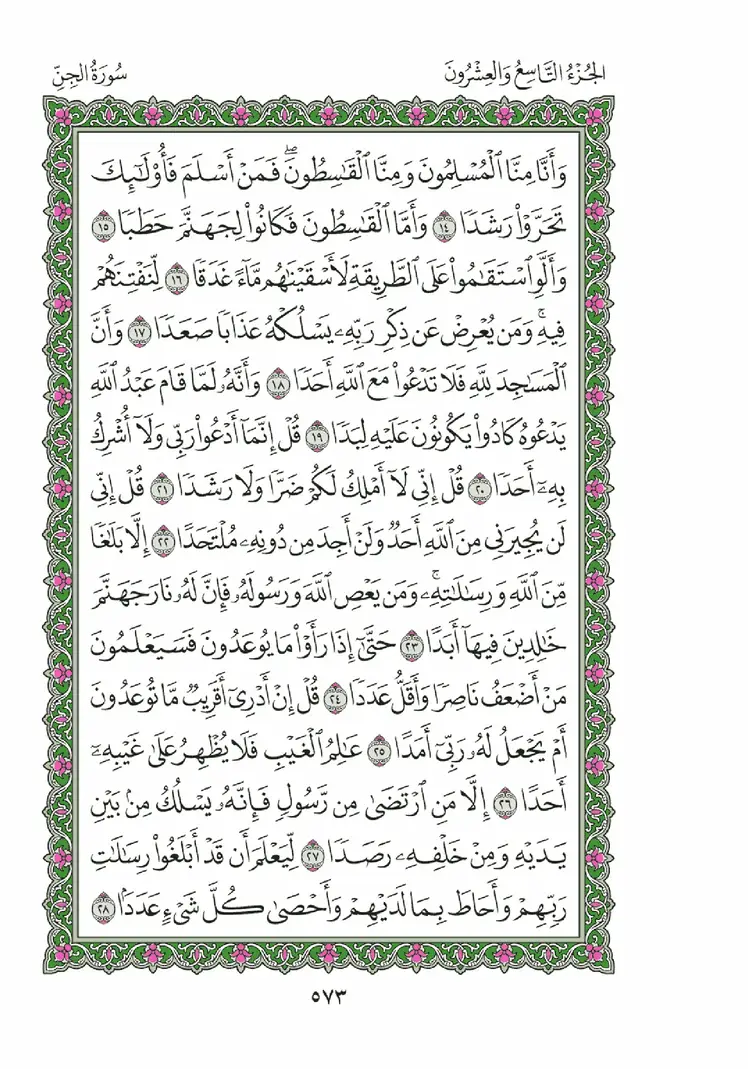 الجُزْءُ التَّاسِعُ وَالعِشْرُونَ
سُورَةُ الجِنِّ
وَأَنَّا مِنَّا ٱلْمُسْلِمُونَ وَمِنَّا ٱلْقَٰسِطُونَۖ فَمَنْ أَسْلَمَ فَأُو۟لَٰٓئِكَ
تَحَرَّوْا۟ رَشَدٗا ١٤ وَأَمَّا ٱلْقَٰسِطُونَ فَكَانُوا۟ لِجَهَنَّمَ حَطَبٗا ١٥
وَأَلَّوِ ٱسْتَقَٰمُوا۟ عَلَى ٱلطَّرِيقَةِ لَأَسْقَيْنَٰهُم مَّآءً غَدَقٗا ١٦ لِّنَفْتِنَهُمْ
فِيهِۚ وَمَن يُعْرِضْ عَن ذِكْرِ رَبِّهِۦ يَسْلُكْهُ عَذَابٗا صَعَدٗا ١٧ وَأَنَّ
ٱلْمَسَٰجِدَ لِلَّهِ فَلَا تَدْعُوا۟ مَعَ ٱللَّهِ أَحَدٗا ١٨ وَأَنَّهُۥ لَمَّا قَامَ عَبْدُ ٱللَّهِ
يَدْعُوهُ كَادُوا۟ يَكُونُونَ عَلَيْهِ لِبَدٗا ١٩ قُلْ إِنَّمَآ أَدْعُوا۟ رَبِّي وَلَآ أُشْرِكُ
بِهِۦٓ أَحَدٗا ٢٠ قُلْ إِنِّي لَآ أَمْلِكُ لَكُمْ ضَرّٗا وَلَا رَشَدٗا ٢١ قُلْ إِنِّي
لَن يُجِيرَنِي مِنَ ٱللَّهِ أَحَدٌ وَلَنْ أَجِدَ مِن دُونِهِۦ مُلْتَحَدًا ٢٢ إِلَّا بَلَٰغٗا
مِّنَ ٱللَّهِ وَرِسَٰلَٰتِهِۦۚ وَمَن يَعْصِ ٱللَّهَ وَرَسُولَهُۥ فَإِنَّ لَهُۥ نَارَ جَهَنَّمَ
خَٰلِدِينَ فِيهَآ أَبَدًا ٢٣ حَتَّىٰٓ إِذَا رَأَوْا۟ مَا يُوعَدُونَ فَسَيَعْلَمُونَ
مَنْ أَضْعَفُ نَاصِرٗا وَأَقَلُّ عَدَدٗا ٢٤ قُلْ إِنْ أَدْرِيٓ أَقَرِيبٌ مَّا تُوعَدُونَ
أَمْ يَجْعَلُ لَهُۥ رَبِّيٓ أَمَدًا ٢٥ عَٰلِمُ ٱلْغَيْبِ فَلَا يُظْهِرُ عَلَىٰ غَيْبِهِۦٓ
أَحَدًا ٢٦ إِلَّا مَنِ ٱرْتَضَىٰ مِن رَّسُولٍ فَإِنَّهُۥ يَسْلُكُ مِنۢ بَيْنِ
يَدَيْهِ وَمِنْ خَلْفِهِۦ رَصَدٗا ٢٧ لِّيَعْلَمَ أَن قَدْ أَبْلَغُوا۟ رِسَٰلَٰتِ
رَبِّهِمْ وَأَحَاطَ بِمَا لَدَيْهِمْ وَأَحْصَىٰ كُلَّ شَيْءٍ عَدَدَۢا ٢٨
٥٧٣